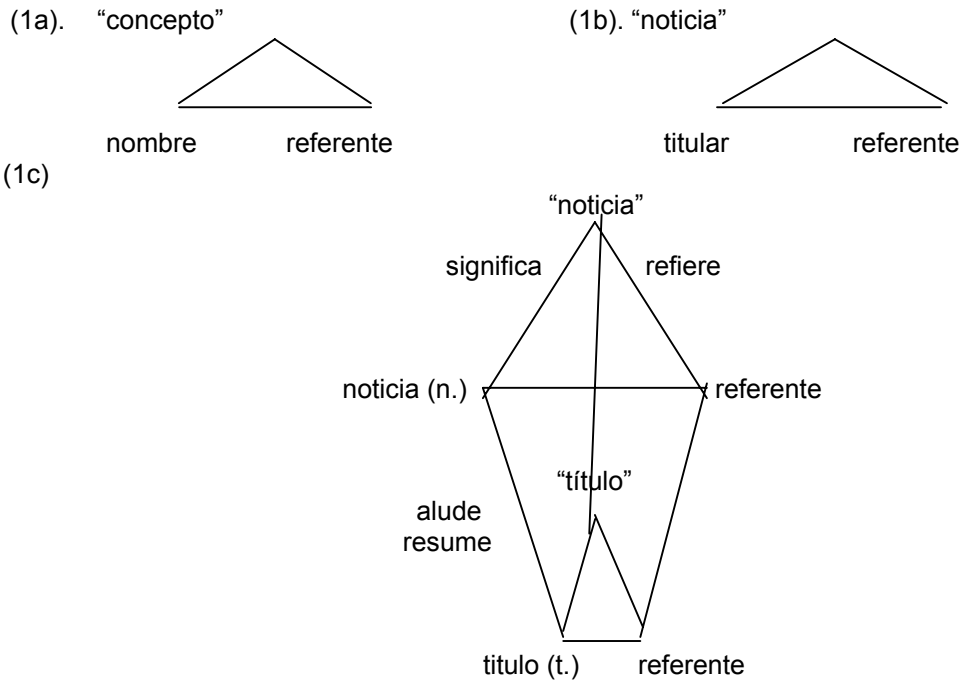 (1a). “concepto” (1b). “noticia”
nombre referente titular referente
(1c)
“noticia”
significa refiere
noticia (n.) referente
“título”
alude
resume
titulo (t.) referente